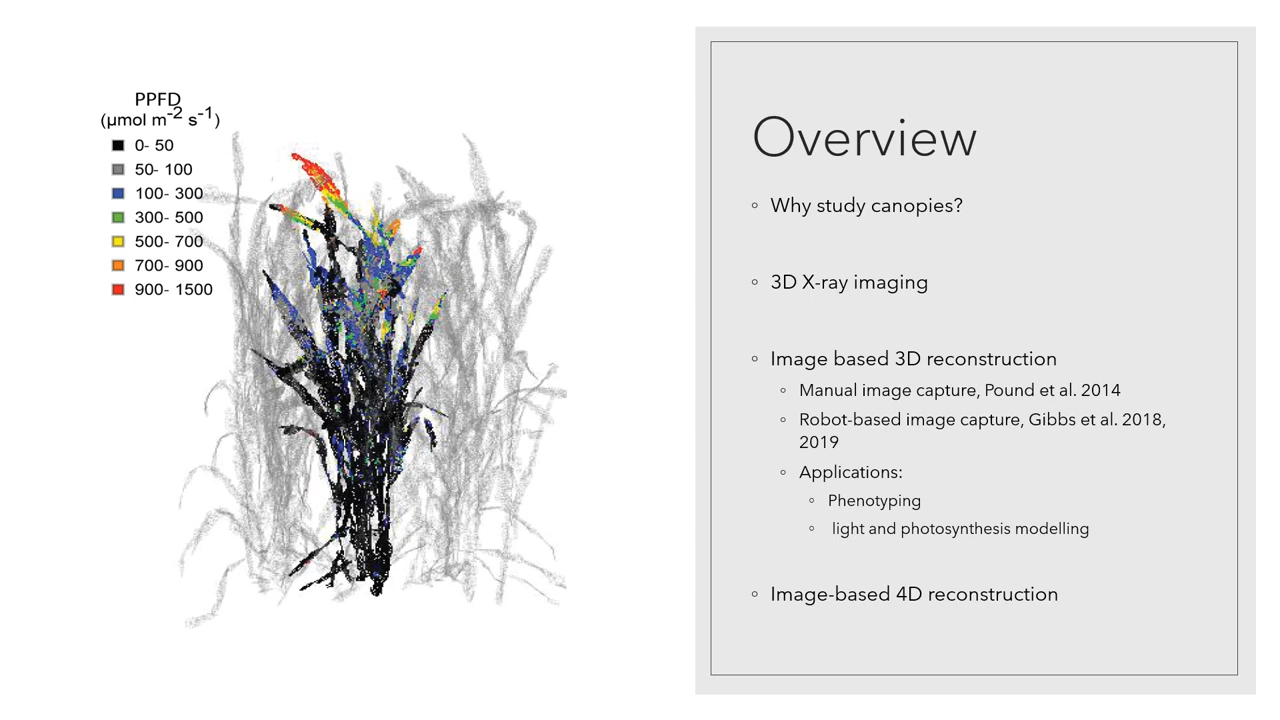 PPFD
(µmol m-2 s-1)
0- 50
50- 100
100- 300
300- 500
500- 700
700- 900
900- 1500
Overview
◦ Why study canopies?
◦ 3D X-ray imaging
◦ Image based 3D reconstruction
◦ Manual image capture, Pound et al. 2014
◦ Robot-based image capture, Gibbs et al. 2018,
2019
◦ Applications:
◦ Phenotyping
◦ light and photosynthesis modelling
◦ Image-based 4D reconstruction